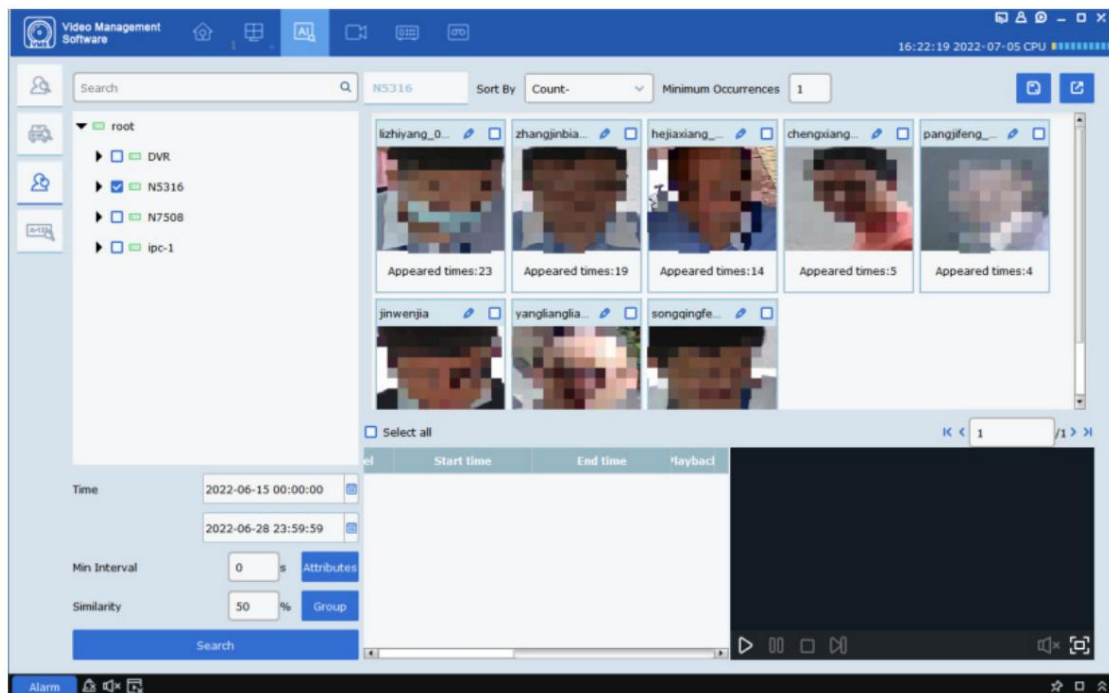 Video Management
Software
1
16:22:19 2022-07-05 CPU
Search
N5316
Sort By
Count-
Minimum Occurrences
1
root
DVR
N5316
N7508
ipc-1
lizhiyang_0...
zhangjinbia...
hejiaxiang_...
chengxiang...
pangjifeng_...
Appeared times:23
Appeared times:19
Appeared times:14
Appeared times:5
Appeared times:4
jinwenjia
yanglianglia...
songqingfe...
Select all
1
/1
el
Start time
End time
Playback
Time
2022-06-15 00:00:00
2022-06-28 23:59:59
Min Interval
0
s
Attributes
Similarity
50
%
Group
Search
Alarm